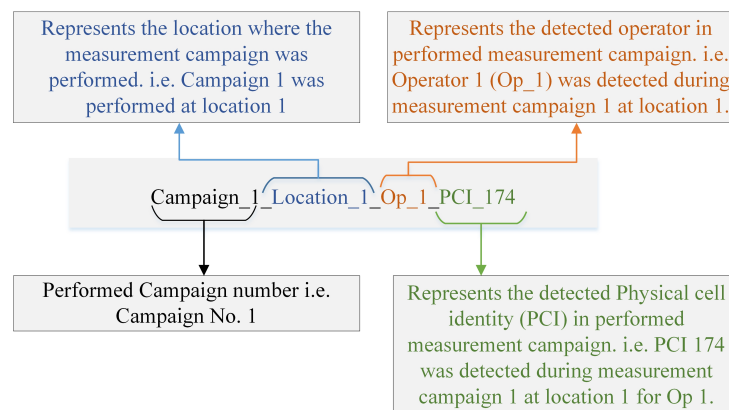 Represents the location where the
measurement campaign was
performed. i.e. Campaign 1 was
performed at location 1
Represents the detected operator in
performed measurement campaign. i.e.
Operator 1 (Op_1) was detected during
measurement campaign 1 at location 1.
Campaign_1_Location_1_Op_1_PCI_174
Performed Campaign number i.e.
Campaign No. 1
Represents the detected Physical cell
identity (PCI) in performed
measurement campaign. i.e. PCI 174
was detected during measurement
campaign 1 at location 1 for Op 1.